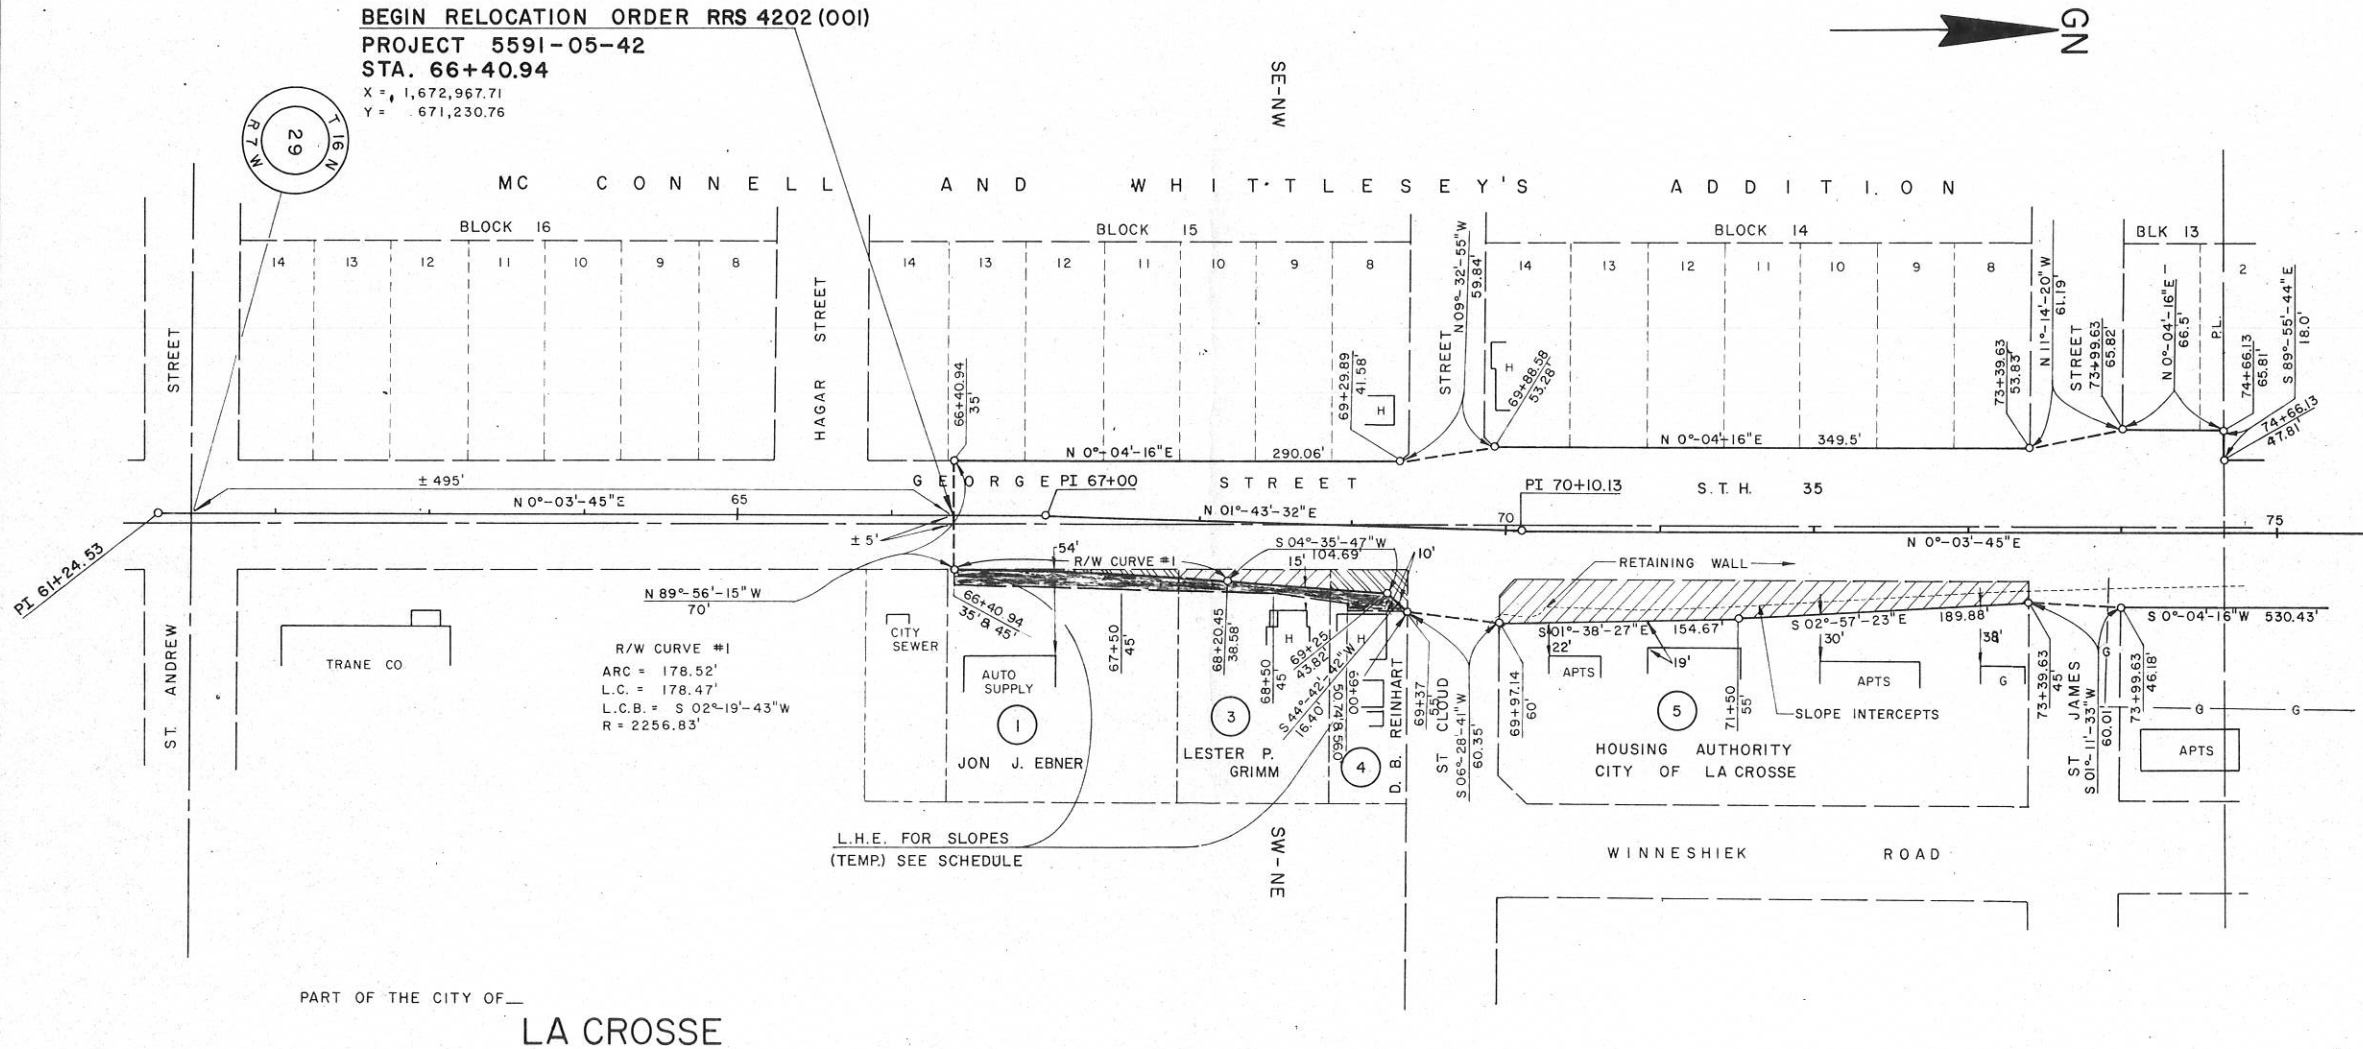 BEGIN RELOCATION ORDER RRS 4202 (001)
PROJECT 5591-05-42
STA. 66+40.94
X = 1,672,967.71
Y = 671,230.76
GN
SE-NW
T 16 N
29
R 7 W
MC CONNELL AND WHITTLESEY'S ADDITION
BLOCK 16
BLOCK 15
BLOCK 14
BLK 13
14 13 12 11 10 9 8
14 13 12 11 10 9 8
14 13 12 11 10 9 8
2
STREET
HAGAR STREET
STREET
STREET
P.L.
66+40.94
35'
69+29.89
41.58'
H
N 09°-32'-55" W
59.84'
H
69+88.58
53.28'
73+39.63
53.83'
N 11°-14'-20" W
61.19'
73+99.63
65.82'
N 0°-04'-16" E
66.5'
74+66.13
65.81'
S 89°-55'-44" E
18.0'
74+66.13
47.81'
N 0°-04'-16" E 290.06'
N 0°-04'-16" E 349.5'
± 495'
GEORGE STREET
PI 67+00
PI 70+10.13
S.T.H. 35
N 0°-03'-45" E
65
N 01°-43'-32" E
70
75
N 0°-03'-45" E
PI 61+24.53
± 5'
54'
R/W CURVE #1
S 04°-35'-47" W
104.69'
15'
10'
RETAINING WALL
N 89°-56'-15" W
70'
66+40.94
35' & 45'
67+50
45'
68+20.45
38.58'
68+50
45'
H
69+25
43.82'
H
S 44°-42'-42" W
16.40'
69+00
69+37
55'
S 06°-28'-41" W
60.35'
69+97.14
60'
S 01°-38'-27" E 154.67'
S 02°-57'-23" E 189.88'
22'
19'
30'
38'
71+50
55'
SLOPE INTERCEPTS
APTS
APTS
G
73+39.63
45'
S 01°-11'-33" W
60.01'
73+99.63
46.18'
S 0°-04'-16" W 530.43'
G
G
G
APTS
ST. ANDREW
TRANE CO
R/W CURVE #1
ARC = 178.52'
L.C. = 178.47'
L.C.B. = S 02°-19'-43" W
R = 2256.83'
CITY
SEWER
AUTO
SUPPLY
1
JON J. EBNER
3
LESTER P.
GRIMM
4
D. B. REINHART
ST CLOUD
5
HOUSING AUTHORITY
CITY OF LA CROSSE
ST JAMES
L.H.E. FOR SLOPES
(TEMP.) SEE SCHEDULE
SW-NE
WINNESHIEK ROAD
PART OF THE CITY OF
LA CROSSE